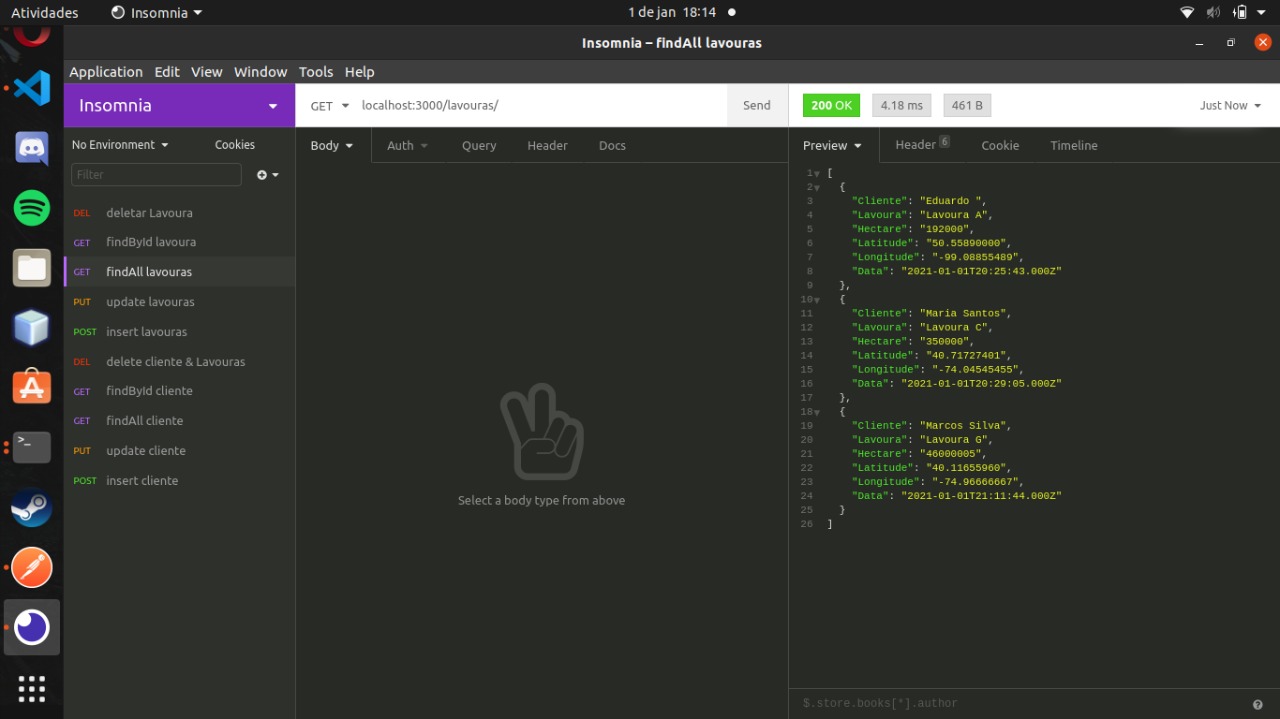 Atividades Insomnia 1 de jan 18:14
Insomnia – findAll lavouras
Application Edit View Window Tools Help
Insomnia
GET localhost:3000/lavouras/ Send
200 OK 4.18 ms 461 B Just Now
No Environment Cookies
Body Auth Query Header Docs
Preview Header 6 Cookie Timeline
Filter
DEL deletar Lavoura
GET findById lavoura
GET findAll lavouras
PUT update lavouras
POST insert lavouras
DEL delete cliente & Lavouras
GET findById cliente
GET findAll cliente
PUT update cliente
POST insert cliente
Select a body type from above
1 [
2 {
3 "Cliente": "Eduardo ",
4 "Lavoura": "Lavoura A",
5 "Hectare": "192000",
6 "Latitude": "50.55890000",
7 "Longitude": "-99.08855489",
8 "Data": "2021-01-01T20:25:43.000Z"
9 },
10 {
11 "Cliente": "Maria Santos",
12 "Lavoura": "Lavoura C",
13 "Hectare": "350000",
14 "Latitude": "40.71727401",
15 "Longitude": "-74.04545455",
16 "Data": "2021-01-01T20:29:05.000Z"
17 },
18 {
19 "Cliente": "Marcos Silva",
20 "Lavoura": "Lavoura G",
21 "Hectare": "46000005",
22 "Latitude": "40.11655960",
23 "Longitude": "-74.96666667",
24 "Data": "2021-01-01T21:11:44.000Z"
25 }
26 ]
$.store.books[*].author